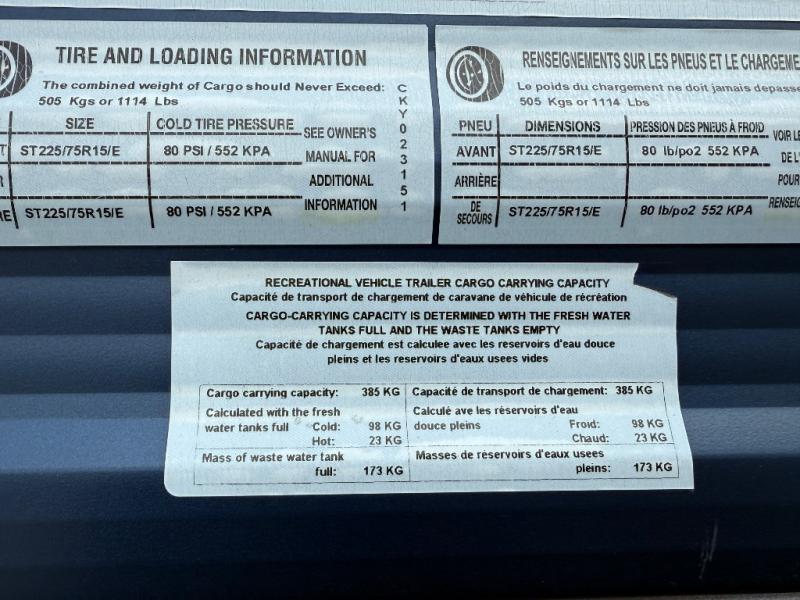 TIRE AND LOADING INFORMATION
The combined weight of Cargo should Never Exceed:
505 Kgs or 1114 Lbs
SIZE COLD TIRE PRESSURE SEE OWNER'S
ST225/75R15/E 80 PSI / 552 KPA MANUAL FOR
ADDITIONAL
ST225/75R15/E 80 PSI / 552 KPA INFORMATION
CKY023151
RENSEIGNEMENTS SUR LES PNEUS ET LE CHARGEME
Le poids du chargement ne doit jamais depasse
505 Kgs or 1114 Lbs
PNEU DIMENSIONS PRESSION DES PNEUS À FROID VOIR LE
AVANT ST225/75R15/E 80 lb/po2 552 KPA DE L'
ARRIÈRE POUR
DE SECOURS ST225/75R15/E 80 lb/po2 552 KPA RENSEIG
RECREATIONAL VEHICLE TRAILER CARGO CARRYING CAPACITY
Capacité de transport de chargement de caravane de véhicule de récréation
CARGO-CARRYING CAPACITY IS DETERMINED WITH THE FRESH WATER
TANKS FULL AND THE WASTE TANKS EMPTY
Capacité de chargement est calculee avec les reservoirs d'eau douce
pleins et les reservoirs d'eaux usees vides
Cargo carrying capacity: 385 KG
Calculated with the fresh
water tanks full Cold: 98 KG
Hot: 23 KG
Mass of waste water tank
full: 173 KG
Capacité de transport de chargement: 385 KG
Calculé ave les réservoirs d'eau
douce pleins Froid: 98 KG
Chaud: 23 KG
Masses de réservoirs d'eaux usees
pleins: 173 KG